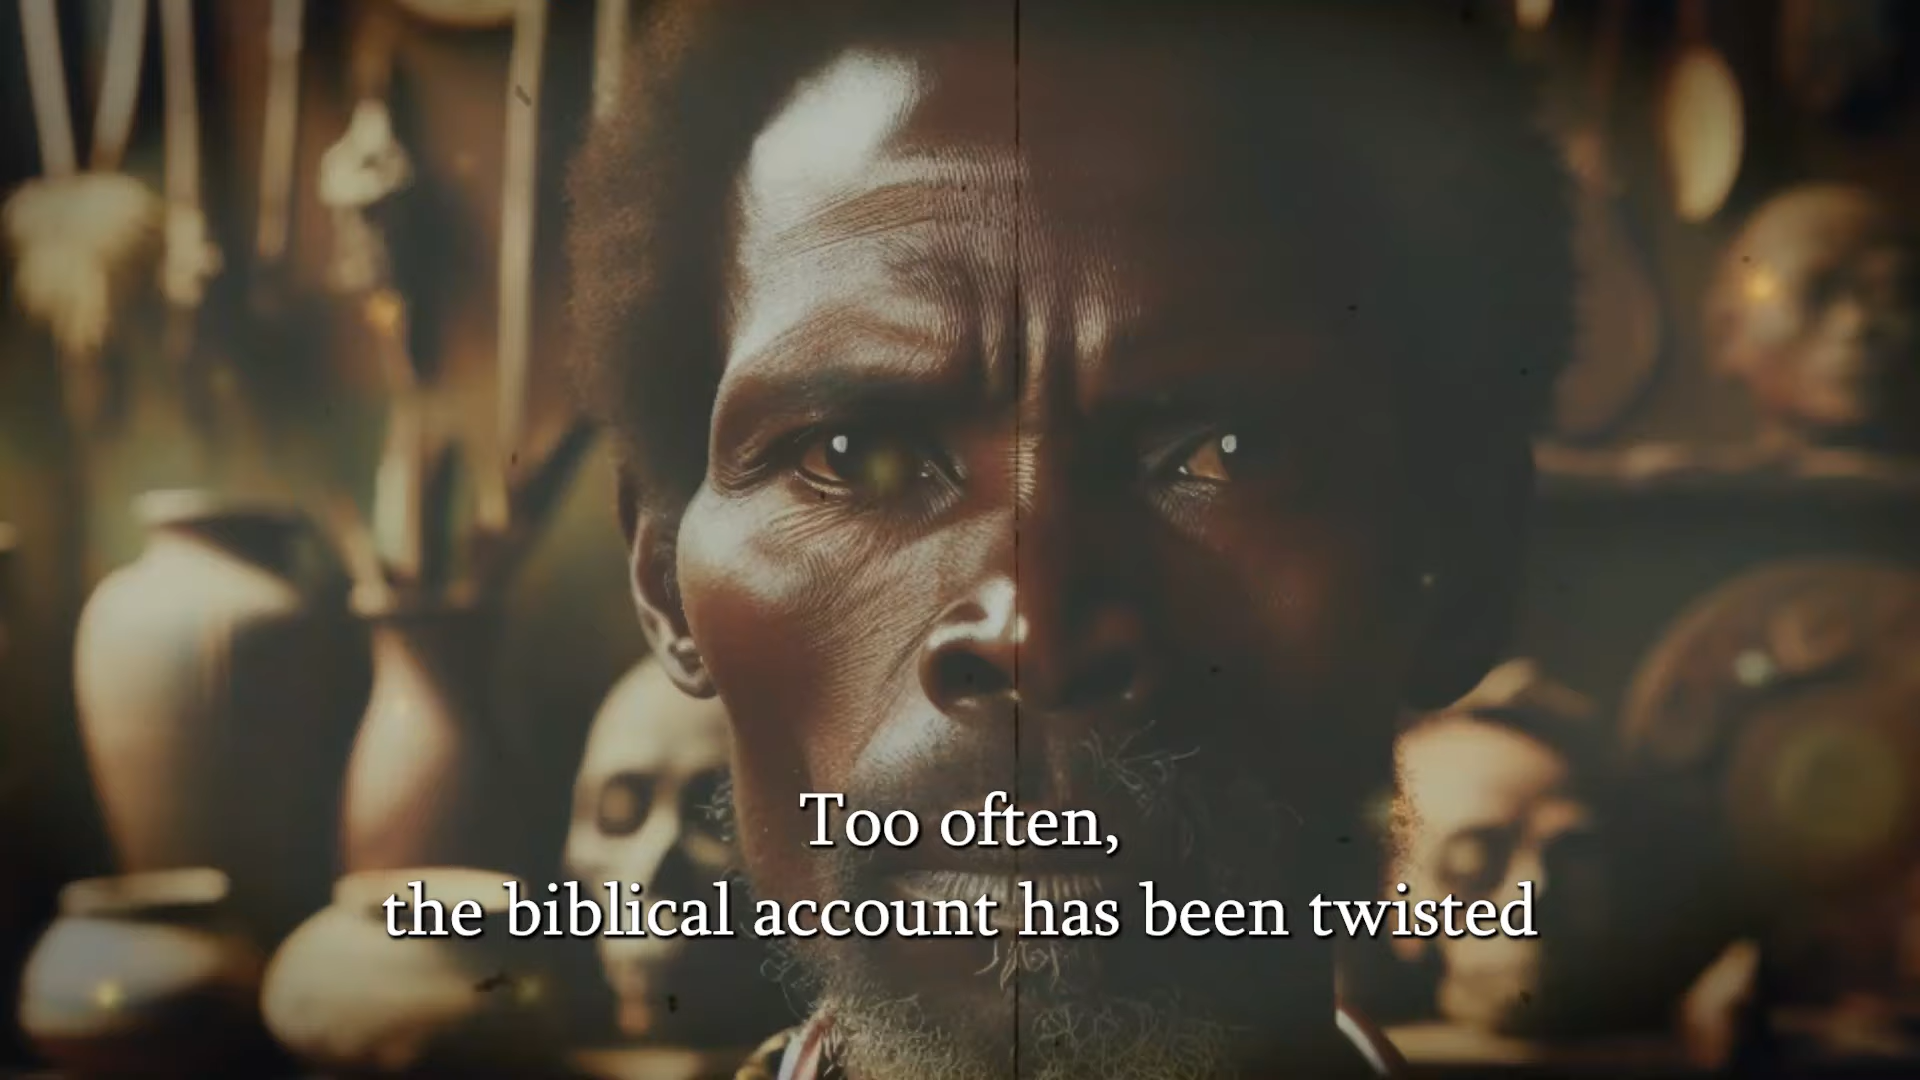 Too often,
the biblical account has been twisted